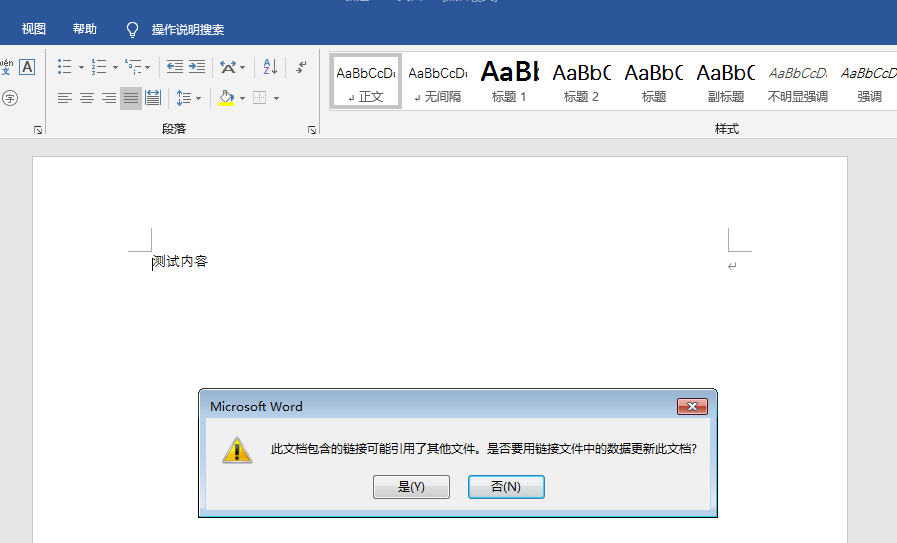 视图 帮助 操作说明搜索
wén 文 A
字
AaBbCcDı AaBbCcDı AaBb AaBbC AaBbC AaBbC AaBbCcDı AaBbCcD
正文 无间隔 标题 1 标题 2 标题 副标题 不明显强调 强调
段落 样式
测试内容
Microsoft Word
此文档包含的链接可能引用了其他文件。是否要用链接文件中的数据更新此文档?
是(Y) 否(N)